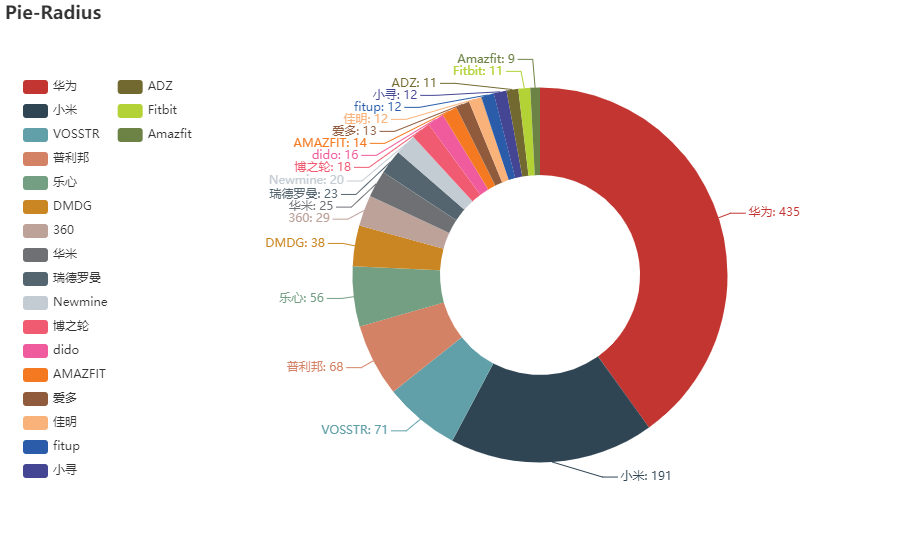 Pie-Radius
华为
小米
VOSSTR
普利邦
乐心
DMDG
360
华米
瑞德罗曼
Newmine
博之轮
dido
AMAZFIT
爱多
佳明
fitup
小寻
ADZ
Fitbit
Amazfit
Amazfit: 9
Fitbit: 11
ADZ: 11
小寻: 12
fitup: 12
佳明: 12
爱多: 13
AMAZFIT: 14
dido: 16
博之轮: 18
Newmine: 20
瑞德罗曼: 23
华米: 25
360: 29
DMDG: 38
乐心: 56
普利邦: 68
VOSSTR: 71
小米: 191
华为: 435